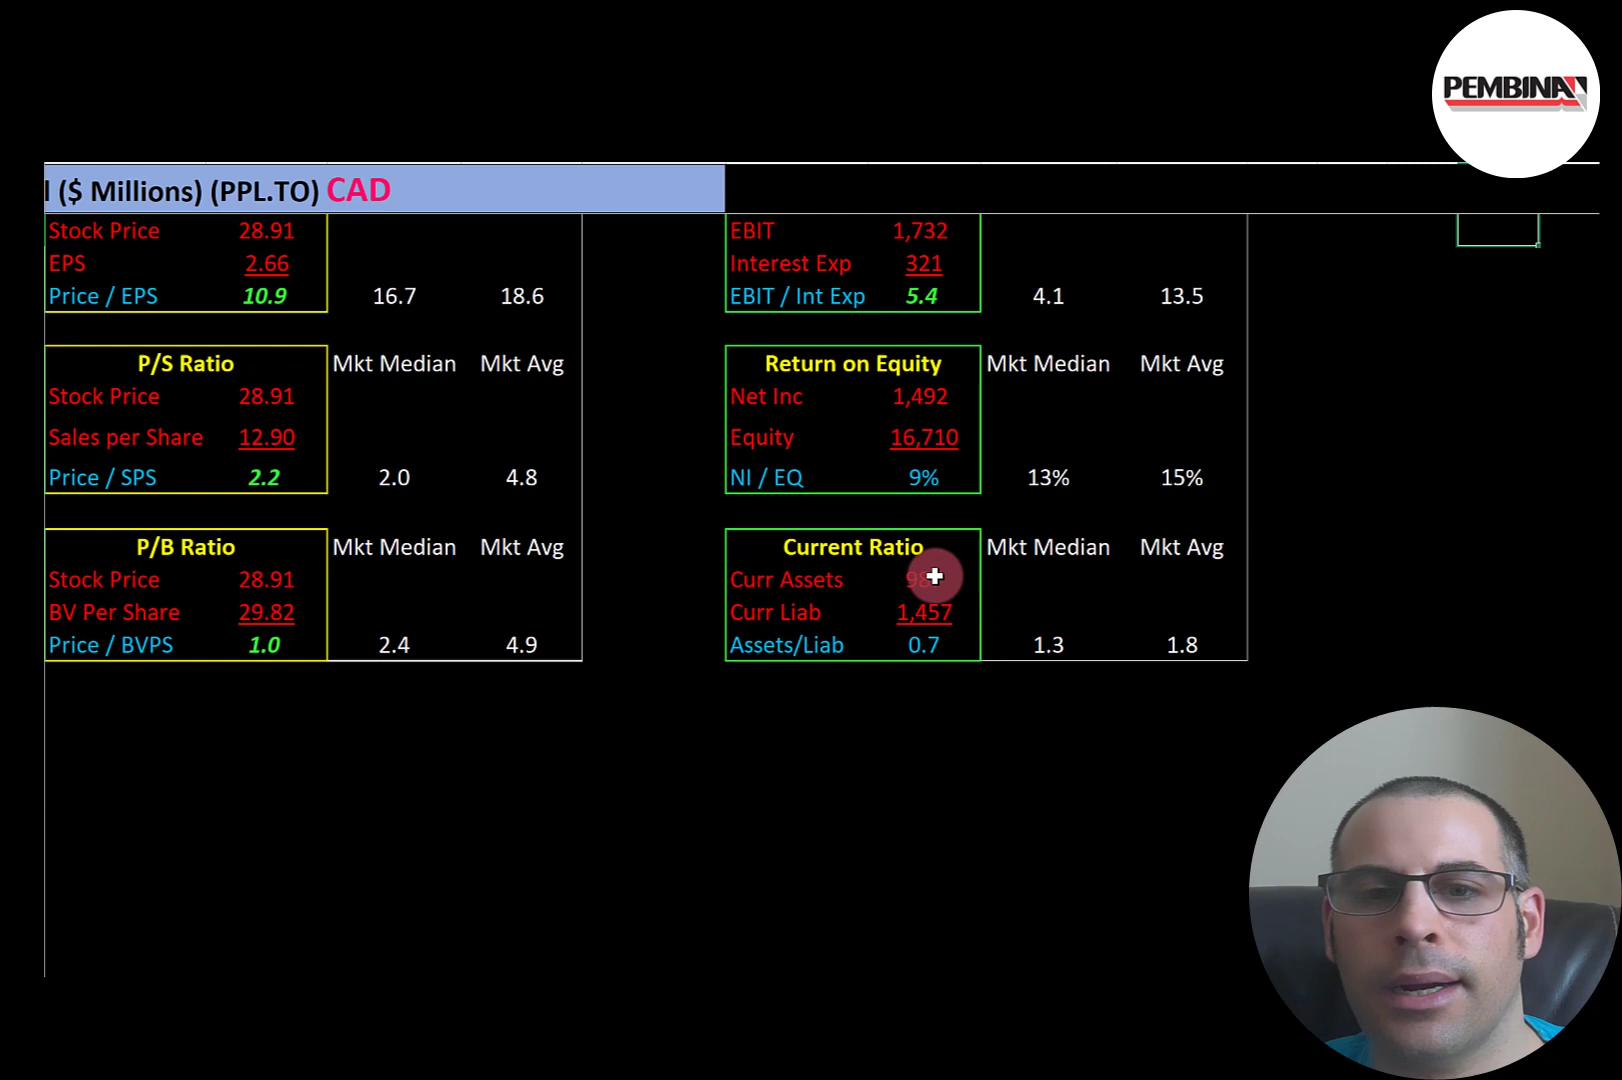 PEMBINA
l ($ Millions) (PPL.TO) CAD
Stock Price 28.91
EPS 2.66
Price / EPS 10.9 16.7 18.6
EBIT 1,732
Interest Exp 321
EBIT / Int Exp 5.4 4.1 13.5
P/S Ratio Mkt Median Mkt Avg
Stock Price 28.91
Sales per Share 12.90
Price / SPS 2.2 2.0 4.8
Return on Equity Mkt Median Mkt Avg
Net Inc 1,492
Equity 16,710
NI / EQ 9% 13% 15%
P/B Ratio Mkt Median Mkt Avg
Stock Price 28.91
BV Per Share 29.82
Price / BVPS 1.0 2.4 4.9
Current Ratio Mkt Median Mkt Avg
Curr Assets
Curr Liab 1,457
Assets/Liab 0.7 1.3 1.8